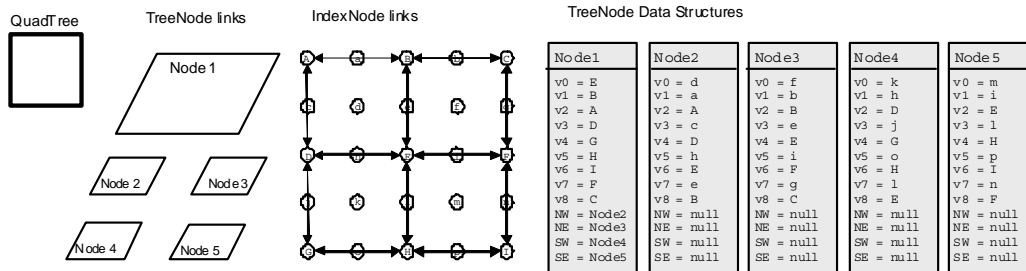 QuadTree
TreeNode links
IndexNode links
TreeNode Data Structures
Node 1
Node 2
Node3
Node 4
Node 5
A a B b C
c d e f
D h E i F
k m
G o H p I
Node1
v0 = E
v1 = B
v2 = A
v3 = D
v4 = G
v5 = H
v6 = I
v7 = F
v8 = C
NW = Node2
NE = Node3
SW = Node4
SE = Node5
Node2
v0 = d
v1 = a
v2 = A
v3 = c
v4 = D
v5 = h
v6 = E
v7 = e
v8 = B
NW = null
NE = null
SW = null
SE = null
Node3
v0 = f
v1 = b
v2 = B
v3 = e
v4 = E
v5 = i
v6 = F
v7 = g
v8 = C
NW = null
NE = null
SW = null
SE = null
Node4
v0 = k
v1 = h
v2 = D
v3 = j
v4 = G
v5 = o
v6 = H
v7 = l
v8 = E
NW = null
NE = null
SW = null
SE = null
Node5
v0 = m
v1 = i
v2 = E
v3 = l
v4 = H
v5 = p
v6 = I
v7 = n
v8 = F
NW = null
NE = null
SW = null
SE = null